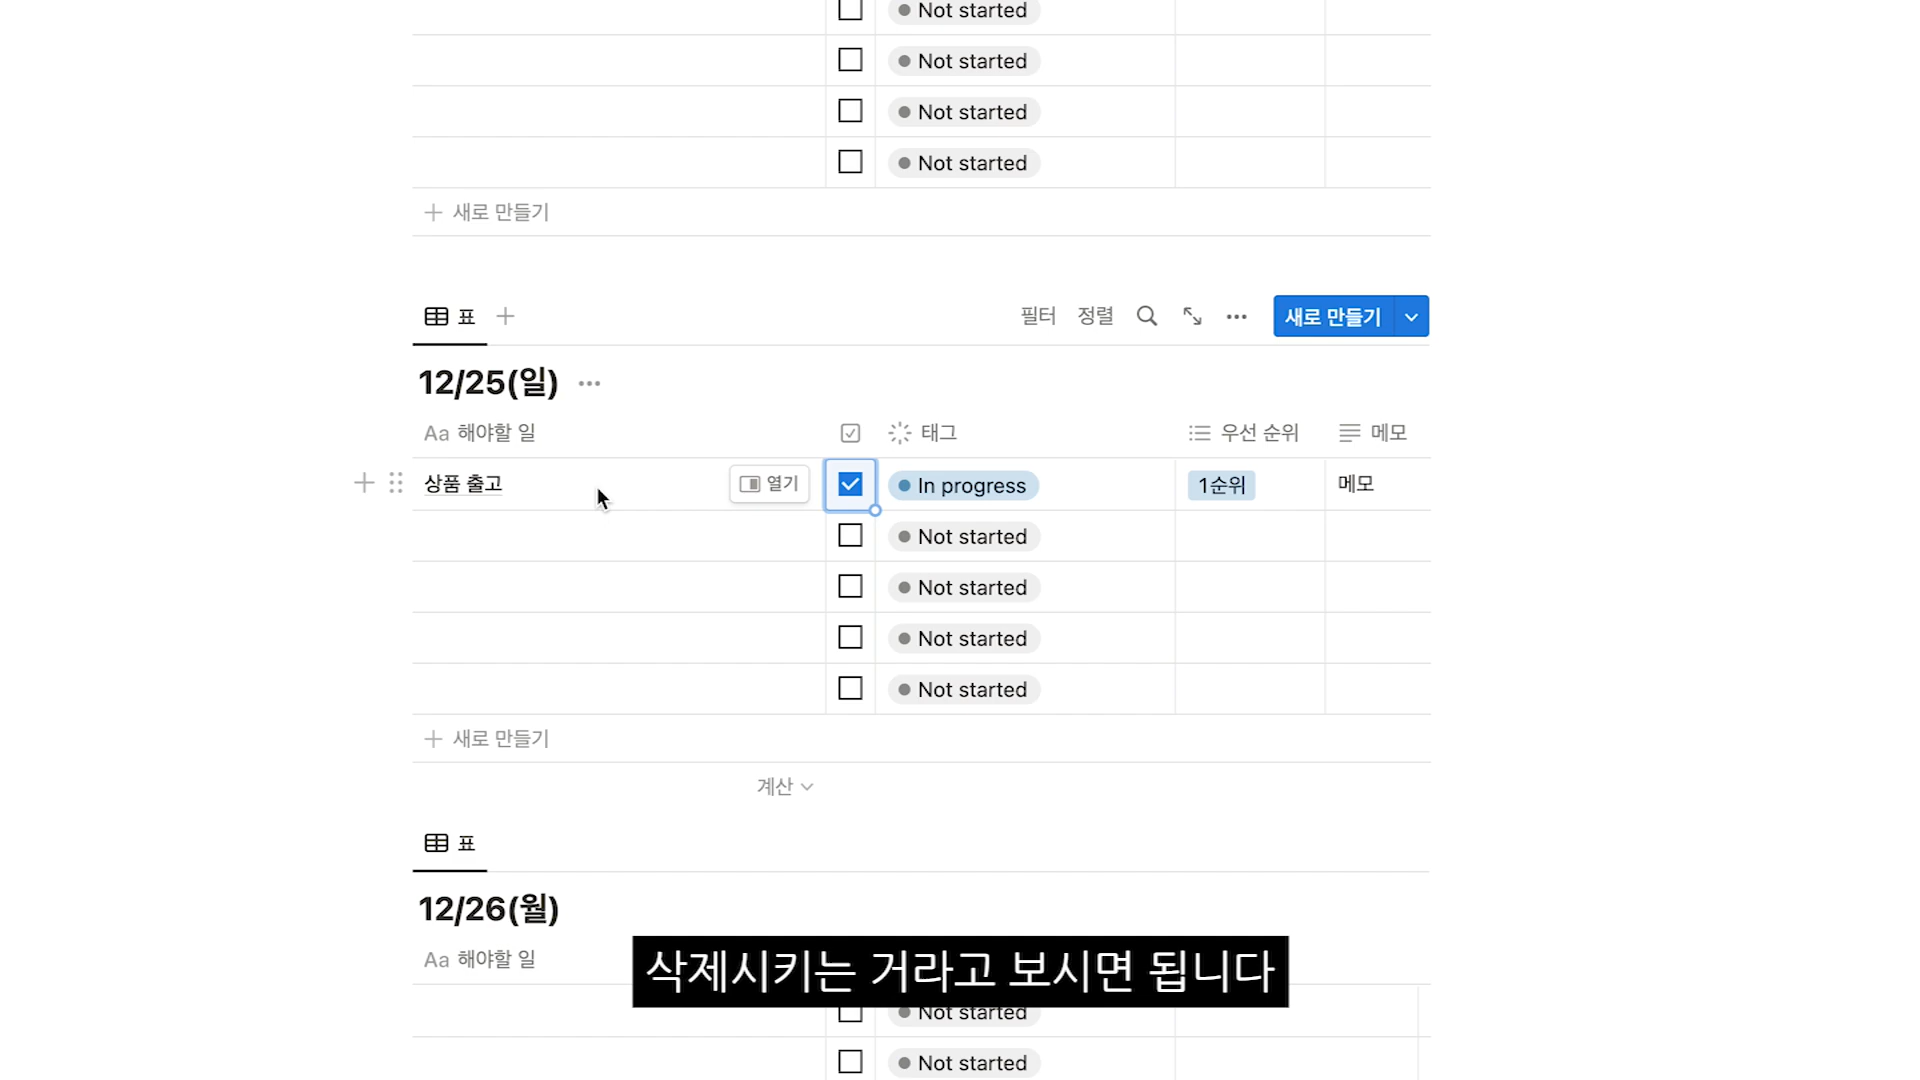 Not started
Not started
Not started
Not started
새로 만들기
표
필터 정렬 새로 만들기
12/25(일)
Aa 해야할 일 태그 우선 순위 메모
상품 출고 열기 In progress 1순위 메모
Not started
Not started
Not started
Not started
새로 만들기
계산
표
12/26(월)
Aa 해야할 일
삭제시키는 거라고 보시면 됩니다
Not started
Not started